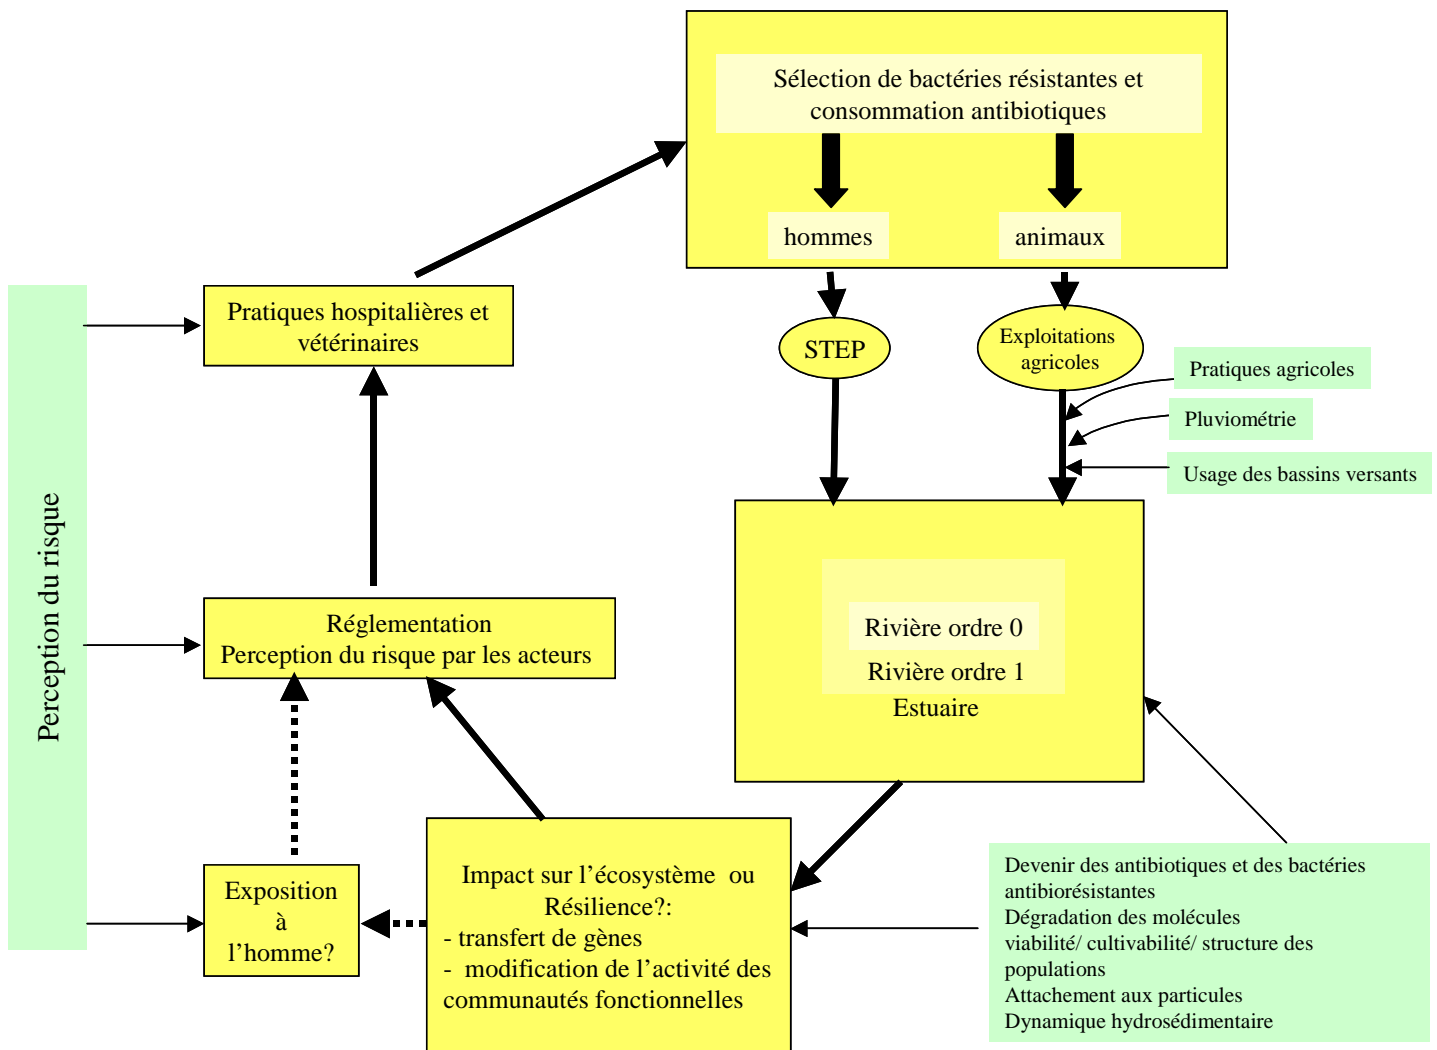 Sélection de bactéries résistantes et
consommation antibiotiques
hommes
animaux
Pratiques hospitalières et
vétérinaires
STEP
Exploitations
agricoles
Pratiques agricoles
Pluviométrie
Usage des bassins versants
Perception du risque
Réglementation
Perception du risque par les acteurs
Rivière ordre 0
Rivière ordre 1
Estuaire
Exposition
à
l’homme?
Impact sur l’écosystème ou
Résilience?:
- transfert de gènes
- modification de l’activité des
communautés fonctionnelles
Devenir des antibiotiques et des bactéries
antibiorésistantes
Dégradation des molécules
viabilité/ cultivabilité/ structure des
populations
Attachement aux particules
Dynamique hydrosédimentaire